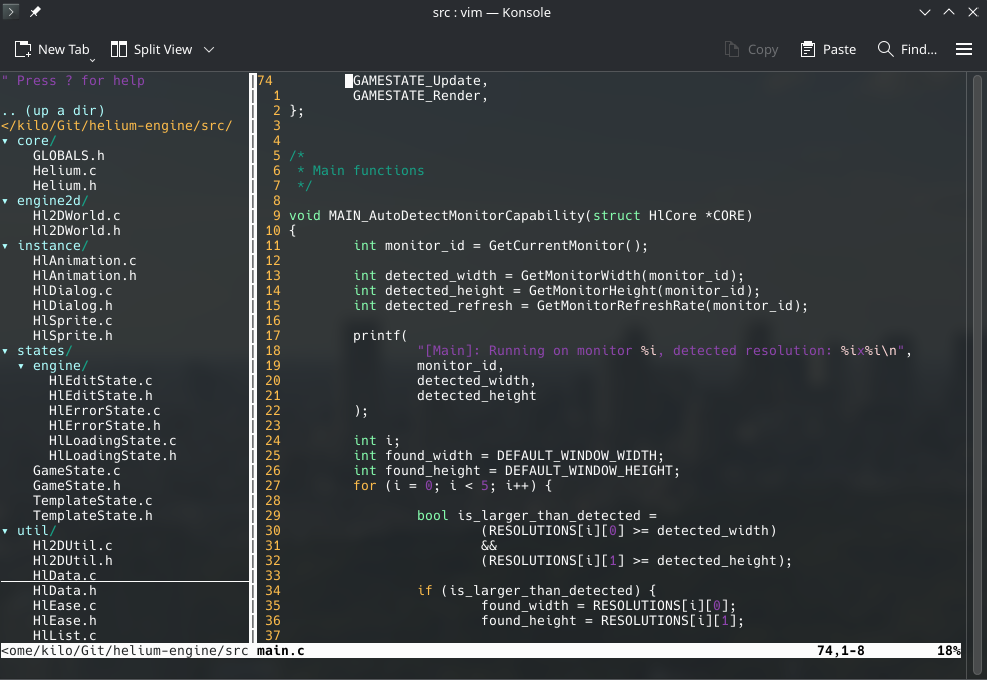 src : vim — Konsole
New Tab
Split View
Copy
Paste
Find...
" Press ? for help
.. (up a dir)
</kilo/Git/helium-engine/src/
▾ core/
GLOBALS.h
Helium.c
Helium.h
▾ engine2d/
Hl2DWorld.c
Hl2DWorld.h
▾ instance/
HlAnimation.c
HlAnimation.h
HlDialog.c
HlDialog.h
HlSprite.c
HlSprite.h
▾ states/
▾ engine/
HlEditState.c
HlEditState.h
HlErrorState.c
HlErrorState.h
HlLoadingState.c
HlLoadingState.h
GameState.c
GameState.h
TemplateState.c
TemplateState.h
▾ util/
Hl2DUtil.c
Hl2DUtil.h
HlData.c
HlData.h
HlEase.c
HlEase.h
HlList.c
74 GAMESTATE_Update,
1 GAMESTATE_Render,
2 };
3
4
5 /*
6 * Main functions
7 */
8
9 void MAIN_AutoDetectMonitorCapability(struct HlCore *CORE)
10 {
11 int monitor_id = GetCurrentMonitor();
12
13 int detected_width = GetMonitorWidth(monitor_id);
14 int detected_height = GetMonitorHeight(monitor_id);
15 int detected_refresh = GetMonitorRefreshRate(monitor_id);
16
17 printf(
18 "[Main]: Running on monitor %i, detected resolution: %ix%i\n",
19 monitor_id,
20 detected_width,
21 detected_height
22 );
23
24 int i;
25 int found_width = DEFAULT_WINDOW_WIDTH;
26 int found_height = DEFAULT_WINDOW_HEIGHT;
27 for (i = 0; i < 5; i++) {
28
29 bool is_larger_than_detected =
30 (RESOLUTIONS[i][0] >= detected_width)
31 &&
32 (RESOLUTIONS[i][1] >= detected_height);
33
34 if (is_larger_than_detected) {
35 found_width = RESOLUTIONS[i][0];
36 found_height = RESOLUTIONS[i][1];
37
<ome/kilo/Git/helium-engine/src main.c 74,1-8 18%